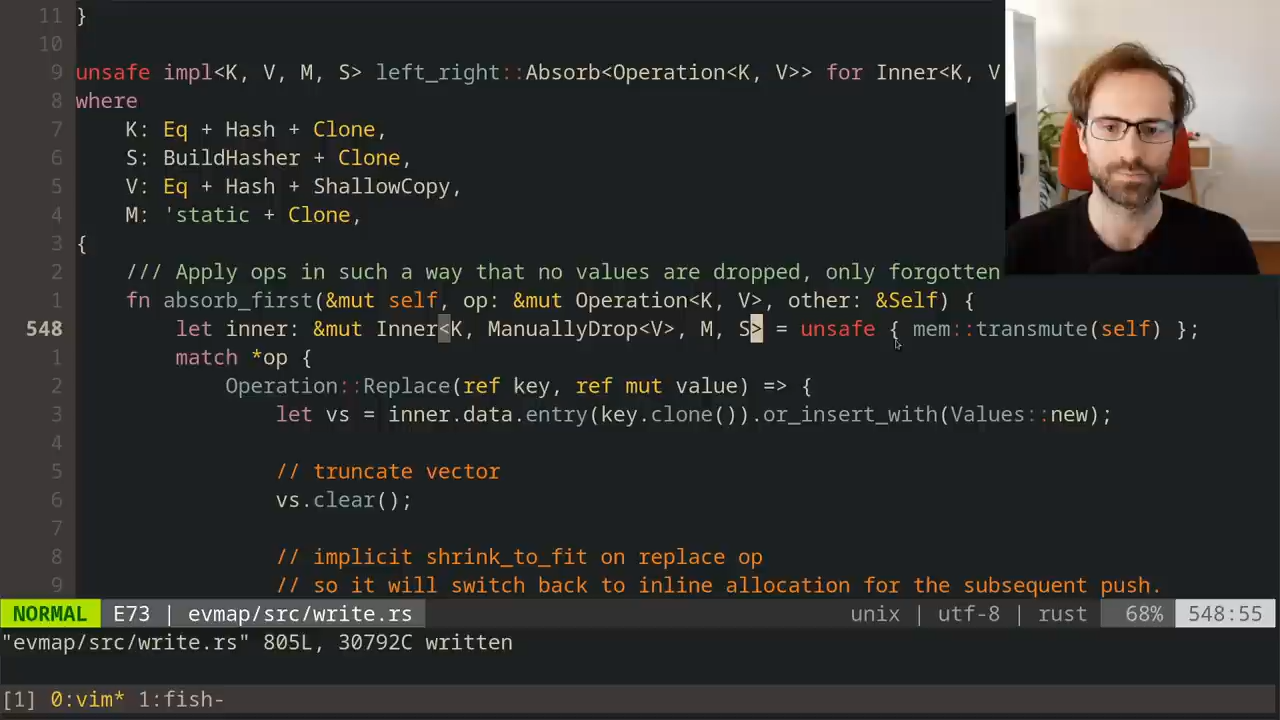 11 }
10
9 unsafe impl<K, V, M, S> left_right::Absorb<Operation<K, V>> for Inner<K, V
8 where
7     K: Eq + Hash + Clone,
6     S: BuildHasher + Clone,
5     V: Eq + Hash + ShallowCopy,
4     M: 'static + Clone,
3 {
2     /// Apply ops in such a way that no values are dropped, only forgotten
1     fn absorb_first(&mut self, op: &mut Operation<K, V>, other: &Self) {
548         let inner: &mut Inner<K, ManuallyDrop<V>, M, S> = unsafe { mem::transmute(self) };
1         match *op {
2             Operation::Replace(ref key, ref mut value) => {
3                 let vs = inner.data.entry(key.clone()).or_insert_with(Values::new);
4
5                 // truncate vector
6                 vs.clear();
7
8                 // implicit shrink_to_fit on replace op
9                 // so it will switch back to inline allocation for the subsequent push.
NORMAL E73 | evmap/src/write.rs unix | utf-8 | rust 68% 548:55
"evmap/src/write.rs" 805L, 30792C written
[1] 0:vim* 1:fish-